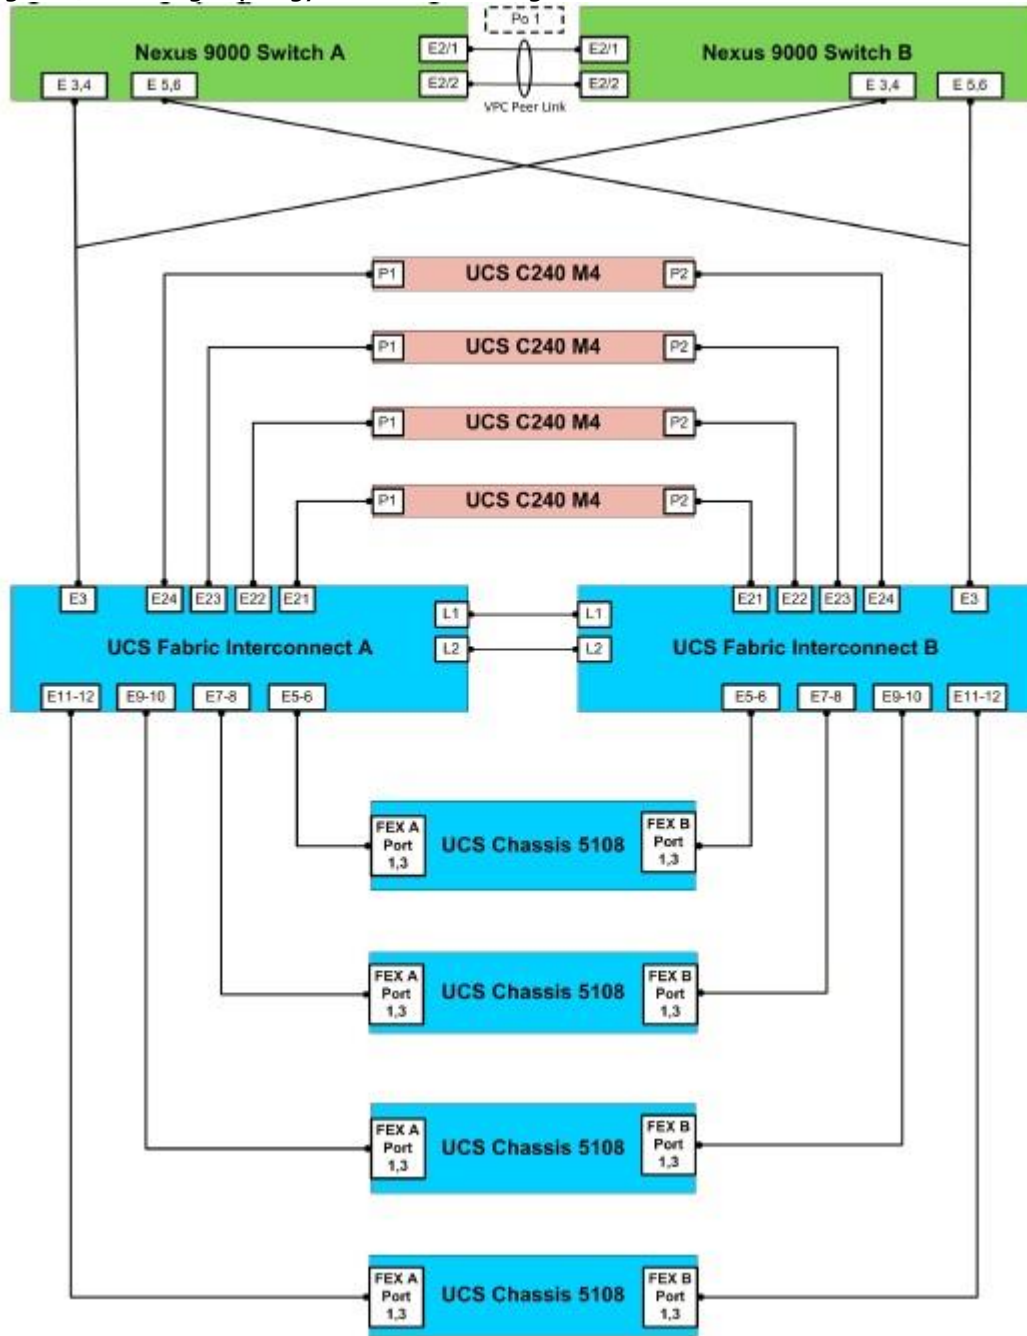 Po 1
Nexus 9000 Switch A
E2/1
E2/1
Nexus 9000 Switch B
E2/2
E2/2
E 3,4
E 5,6
VPC Peer Link
E 3,4
E 5,6
P1
UCS C240 M4
P2
P1
UCS C240 M4
P2
P1
UCS C240 M4
P2
P1
UCS C240 M4
P2
E3
E24
E23
E22
E21
E21
E22
E23
E24
E3
L1
L1
UCS Fabric Interconnect A
L2
L2
UCS Fabric Interconnect B
E11-12
E9-10
E7-8
E5-6
E5-6
E7-8
E9-10
E11-12
FEX A
Port
1,3
UCS Chassis 5108
FEX B
Port
1,3
FEX A
Port
1,3
UCS Chassis 5108
FEX B
Port
1,3
FEX A
Port
1,3
UCS Chassis 5108
FEX B
Port
1,3
FEX A
Port
1,3
UCS Chassis 5108
FEX B
Port
1,3